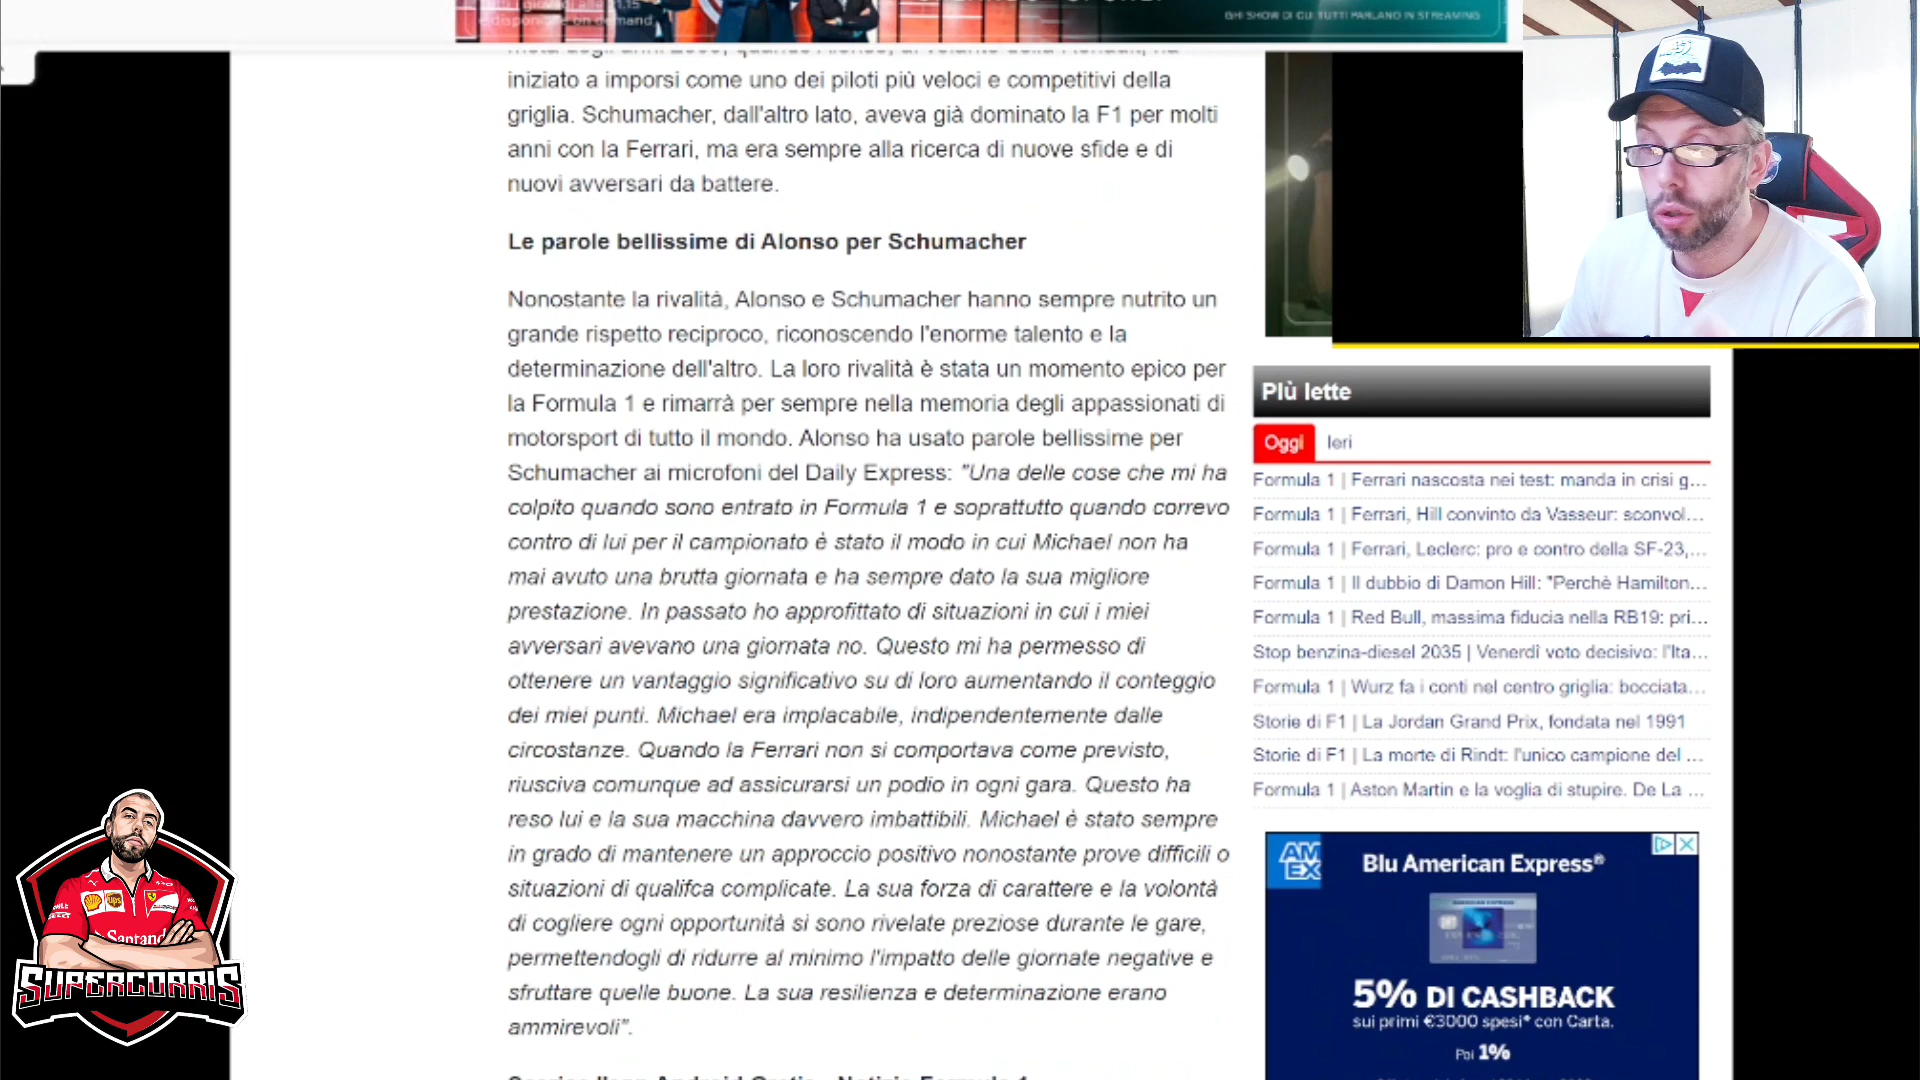 e disponibile on demand
GHI SHOW DI CUI TUTTI PARLANO IN STREAMING
iniziato a imporsi come uno dei piloti più veloci e competitivi della
griglia. Schumacher, dall'altro lato, aveva già dominato la F1 per molti
anni con la Ferrari, ma era sempre alla ricerca di nuove sfide e di
nuovi avversari da battere.
Le parole bellissime di Alonso per Schumacher
Nonostante la rivalità, Alonso e Schumacher hanno sempre nutrito un
grande rispetto reciproco, riconoscendo l'enorme talento e la
determinazione dell'altro. La loro rivalità è stata un momento epico per
la Formula 1 e rimarrà per sempre nella memoria degli appassionati di
motorsport di tutto il mondo. Alonso ha usato parole bellissime per
Schumacher ai microfoni del Daily Express: "Una delle cose che mi ha
colpito quando sono entrato in Formula 1 e soprattutto quando correvo
contro di lui per il campionato è stato il modo in cui Michael non ha
mai avuto una brutta giornata e ha sempre dato la sua migliore
prestazione. In passato ho approfittato di situazioni in cui i miei
avversari avevano una giornata no. Questo mi ha permesso di
ottenere un vantaggio significativo su di loro aumentando il conteggio
dei miei punti. Michael era implacabile, indipendentemente dalle
circostanze. Quando la Ferrari non si comportava come previsto,
riusciva comunque ad assicurarsi un podio in ogni gara. Questo ha
reso lui e la sua macchina davvero imbattibili. Michael è stato sempre
in grado di mantenere un approccio positivo nonostante prove difficili o
situazioni di qualifca complicate. La sua forza di carattere e la volontà
di cogliere ogni opportunità si sono rivelate preziose durante le gare,
permettendogli di ridurre al minimo l'impatto delle giornate negative e
sfruttare quelle buone. La sua resilienza e determinazione erano
ammirevoli".
Più lette
Oggi Ieri
Formula 1 | Ferrari nascosta nei test: manda in crisi g...
Formula 1 | Ferrari, Hill convinto da Vasseur: sconvol...
Formula 1 | Ferrari, Leclerc: pro e contro della SF-23,...
Formula 1 | Il dubbio di Damon Hill: "Perchè Hamilton...
Formula 1 | Red Bull, massima fiducia nella RB19: pri...
Stop benzina-diesel 2035 | Venerdì voto decisivo: l'Ita...
Formula 1 | Wurz fa i conti nel centro griglia: bocciata...
Storie di F1 | La Jordan Grand Prix, fondata nel 1991
Storie di F1 | La morte di Rindt: l'unico campione del ...
Formula 1 | Aston Martin e la voglia di stupire. De La ...
AM
EX
Blu American Express®
5% DI CASHBACK
sui primi €3000 spesi* con Carta.
Poi 1%
ups
Santand
SUPERCORRIS